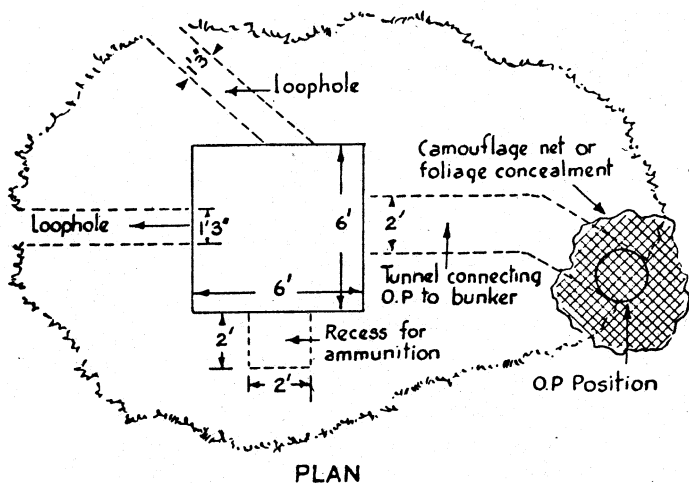 1'3"
Loophole
Camouflage net or
foliage concealment
Loophole
1'3"
6'
2'
6'
Tunnel connecting
O.P to bunker
2'
Recess for
ammunition
2'
O.P Position
PLAN